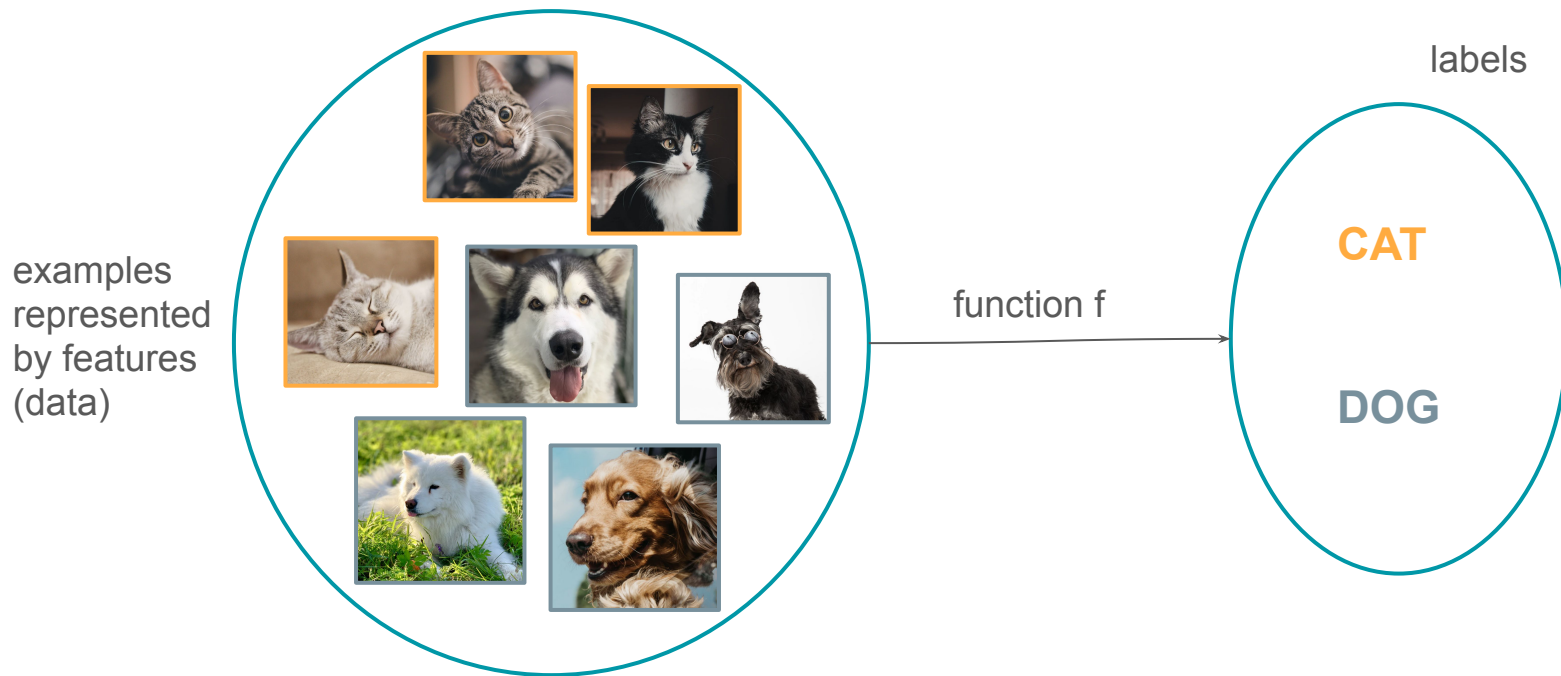 labels
CAT
examples
represented
by features
(data)
function f
DOG